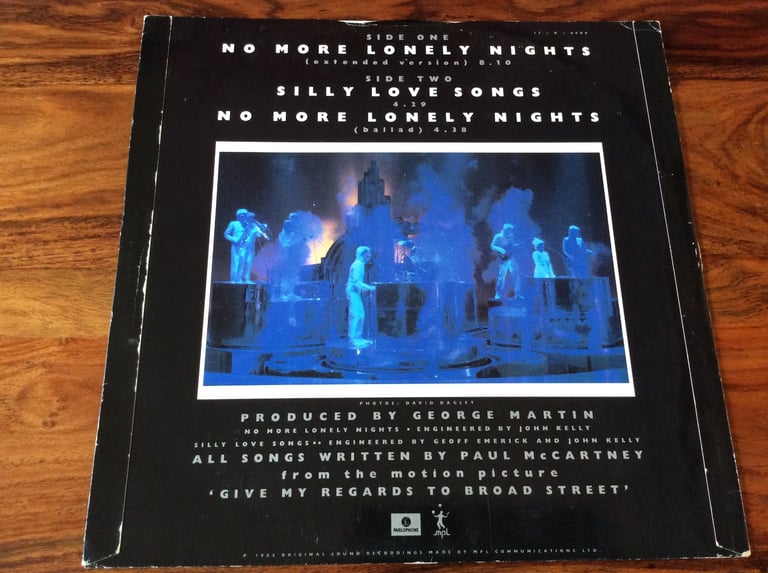 SIDE ONE
NO MORE LONELY NIGHTS
(extended version) 8.10
SIDE TWO
SILLY LOVE SONGS
4.29
NO MORE LONELY NIGHTS
(ballad) 4.38
PHOTOS: DAVID DAGLEY
PRODUCED BY GEORGE MARTIN
NO MORE LONELY NIGHTS • ENGINEERED BY JOHN KELLY
SILLY LOVE SONGS•• ENGINEERED BY GEOFF EMERICK AND JOHN KELLY
ALL SONGS WRITTEN BY PAUL McCARTNEY
from the motion picture
'GIVE MY REGARDS TO BROAD STREET'
PARLOPHONE
mpl
ORIGINAL SOUND RECORDINGS MADE BY MPL COMMUNICATIONS LTD.